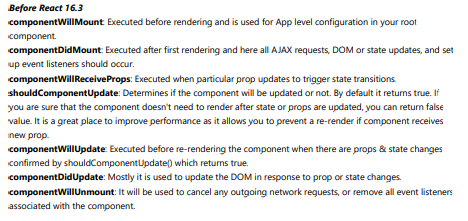 Before React 16.3
componentWillMount: Executed before rendering and is used for App level configuration in your root
component.
componentDidMount: Executed after first rendering and here all AJAX requests, DOM or state updates, and set
up event listeners should occur.
componentWillReceiveProps: Executed when particular prop updates to trigger state transitions.
shouldComponentUpdate: Determines if the component will be updated or not. By default it returns true. If
you are sure that the component doesn't need to render after state or props are updated, you can return false
value. It is a great place to improve performance as it allows you to prevent a re-render if component receives
new prop.
componentWillUpdate: Executed before re-rendering the component when there are props & state changes
confirmed by shouldComponentUpdate() which returns true.
componentDidUpdate: Mostly it is used to update the DOM in response to prop or state changes.
componentWillUnmount: It will be used to cancel any outgoing network requests, or remove all event listeners
associated with the component.